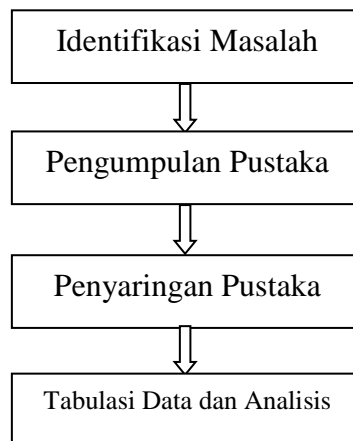 Identifikasi Masalah
Pengumpulan Pustaka
Penyaringan Pustaka
Tabulasi Data dan Analisis